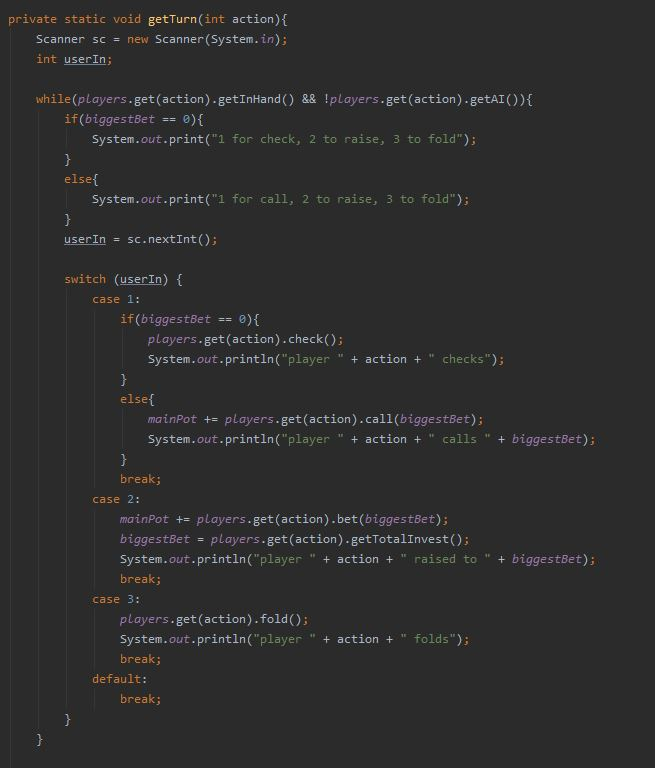 private static void getTurn(int action){
Scanner sc = new Scanner(System.in);
int userIn;
while(players.get(action).getInHand() && !players.get(action).getAI()){
if(biggestBet == 0){
System.out.print("1 for check, 2 to raise, 3 to fold");
}
else{
System.out.print("1 for call, 2 to raise, 3 to fold");
}
userIn = sc.nextInt();
switch (userIn) {
case 1:
if(biggestBet == 0){
players.get(action).check();
System.out.println("player " + action + " checks");
}
else{
mainPot += players.get(action).call(biggestBet);
System.out.println("player " + action + " calls " + biggestBet);
}
break;
case 2:
mainPot += players.get(action).bet(biggestBet);
biggestBet = players.get(action).getTotalInvest();
System.out.println("player " + action + " raised to " + biggestBet);
break;
case 3:
players.get(action).fold();
System.out.println("player " + action + " folds");
break;
default:
break;
}
}